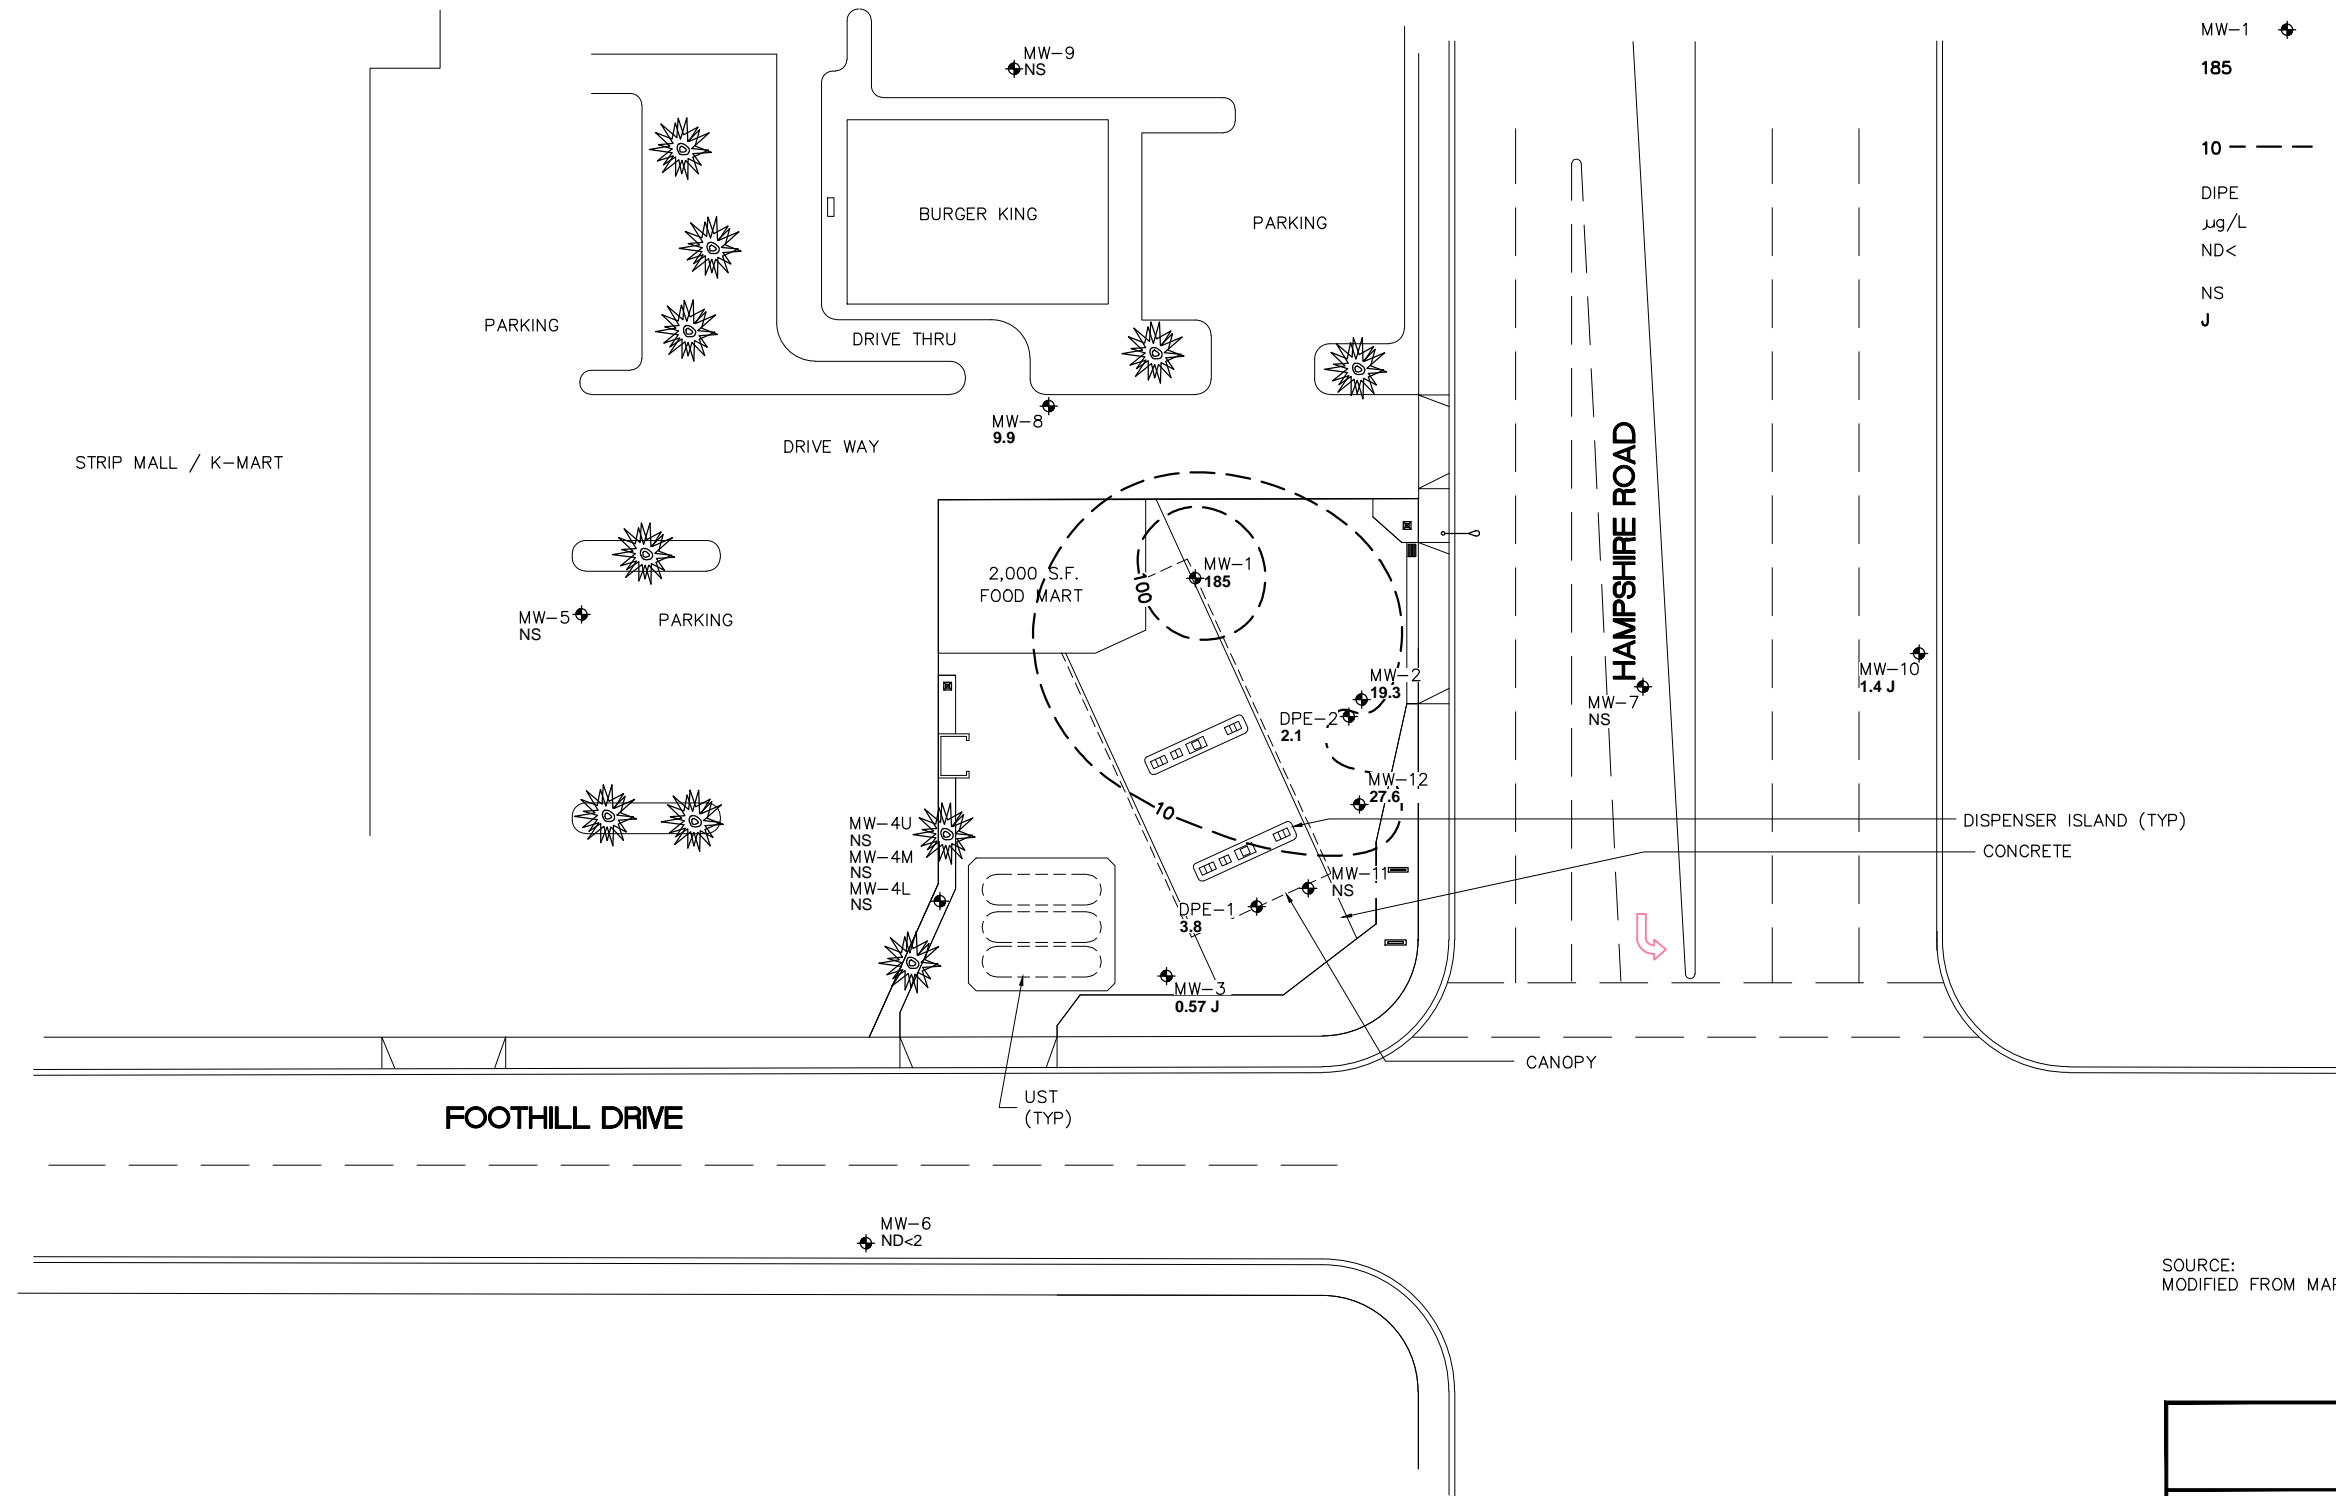 MW-9
NS
MW-1
185
10
DIPE
µg/L
ND<
NS
J
BURGER KING
PARKING
PARKING
DRIVE THRU
MW-8
9.9
DRIVE WAY
STRIP MALL / K-MART
HAMPSHIRE ROAD
2,000 S.F.
FOOD MART
100
MW-1
185
MW-5
NS
PARKING
MW-2
19.3
DPE-2
2.1
MW-7
NS
MW-10
1.4 J
MW-12
27.6
10
MW-4U
NS
MW-4M
NS
MW-4L
NS
DISPENSER ISLAND (TYP)
CONCRETE
MW-11
NS
DPE-1
3.8
MW-3
0.57 J
CANOPY
UST
(TYP)
FOOTHILL DRIVE
MW-6
ND<2
SOURCE:
MODIFIED FROM